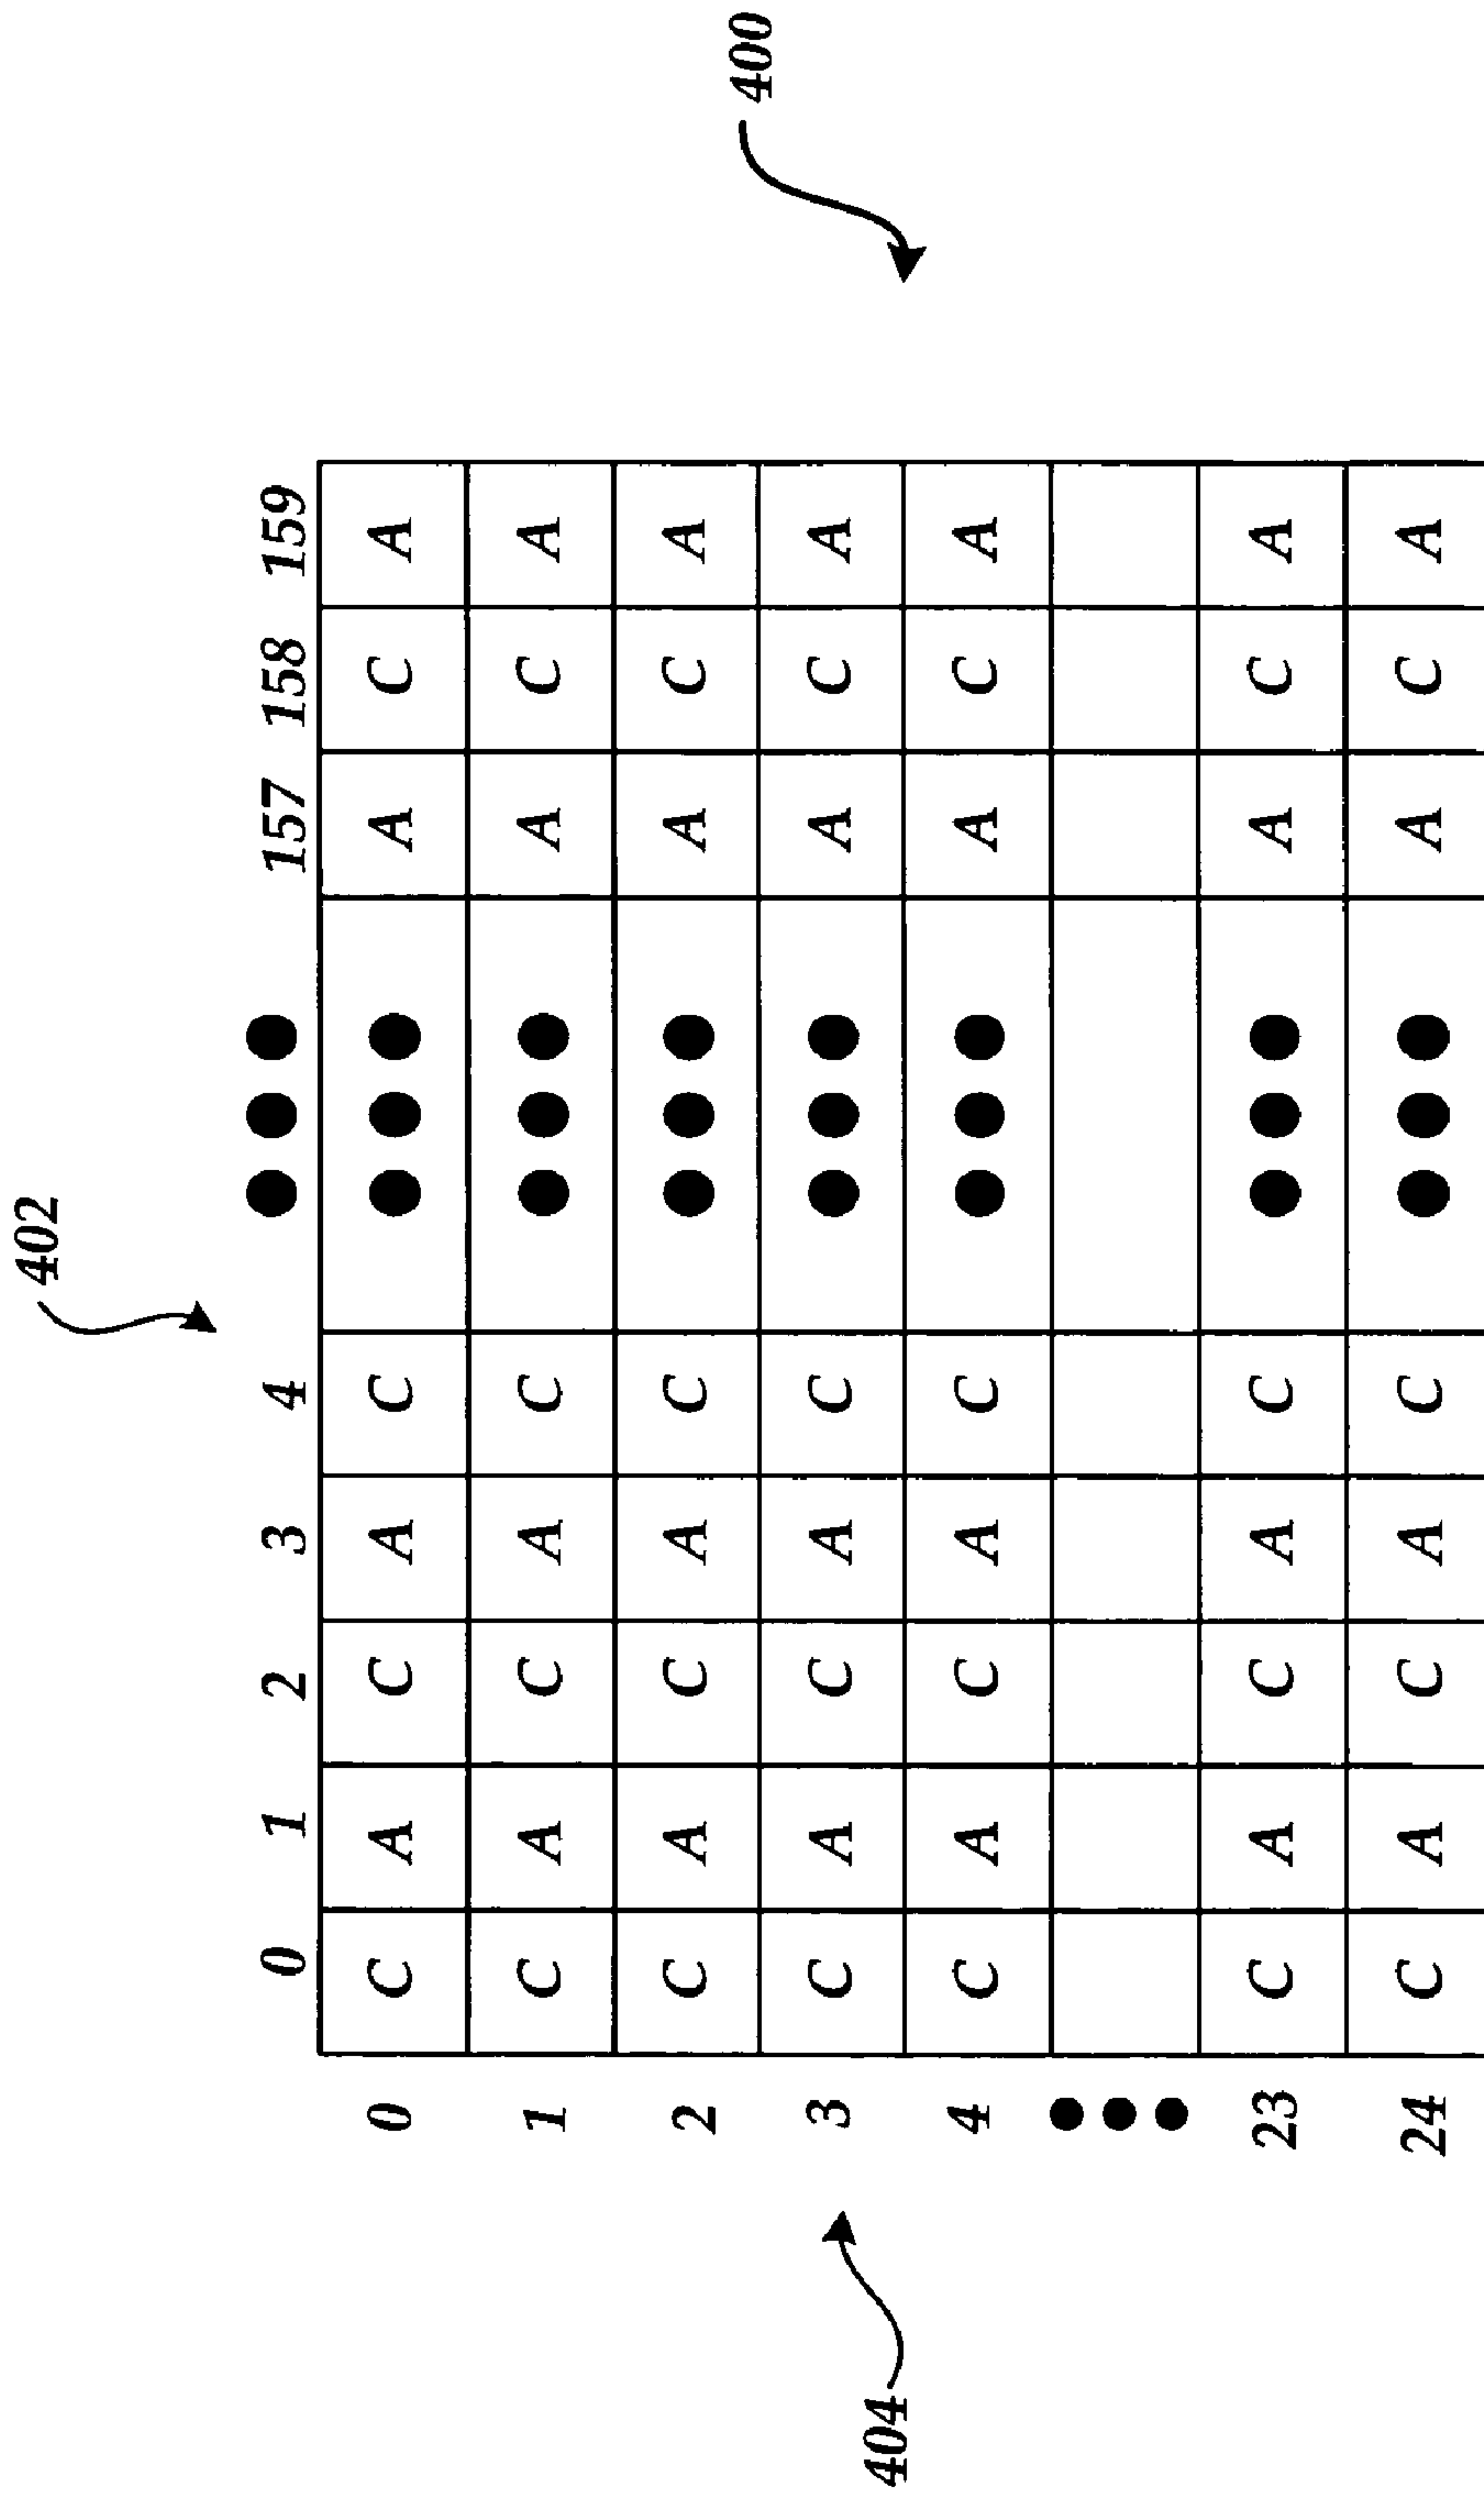 402
0 1 2 3 4 ●●● 157 158 159
0 C A C A C ●●● A C A
1 C A C A C ●●● A C A
2 C A C A C ●●● A C A
3 C A C A C ●●● A C A
4 C A C A C ●●● A C A
●●●
23 C A C A C ●●● A C A
24 C A C A C ●●● A C A
404
400